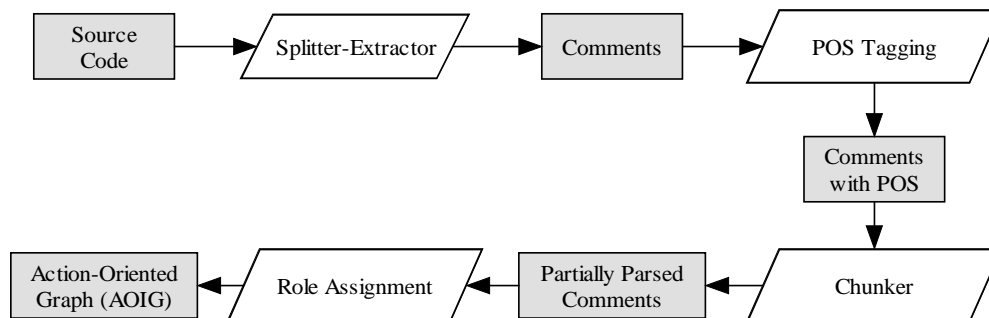 Source
Code
Splitter-Extractor
Comments
POS Tagging
Comments
with POS
Chunker
Partially Parsed
Comments
Role Assignment
Action-Oriented
Graph (AOIG)